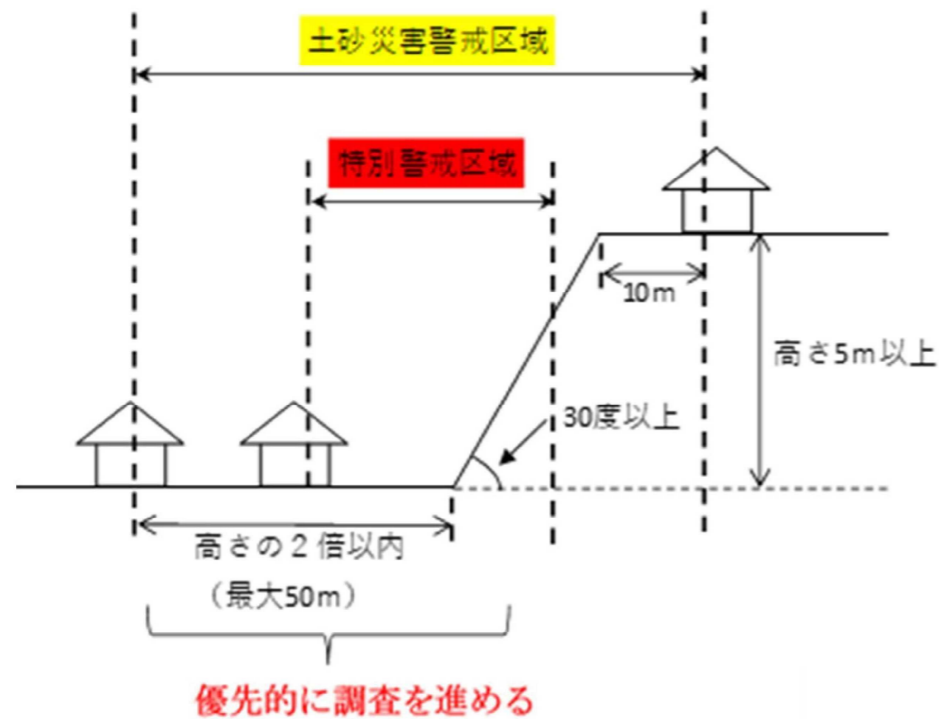 土砂災害警戒区域
特別警戒区域
10m
高さ5m以上
30度以上
高さの２倍以内
（最大50m）
優先的に調査を進める